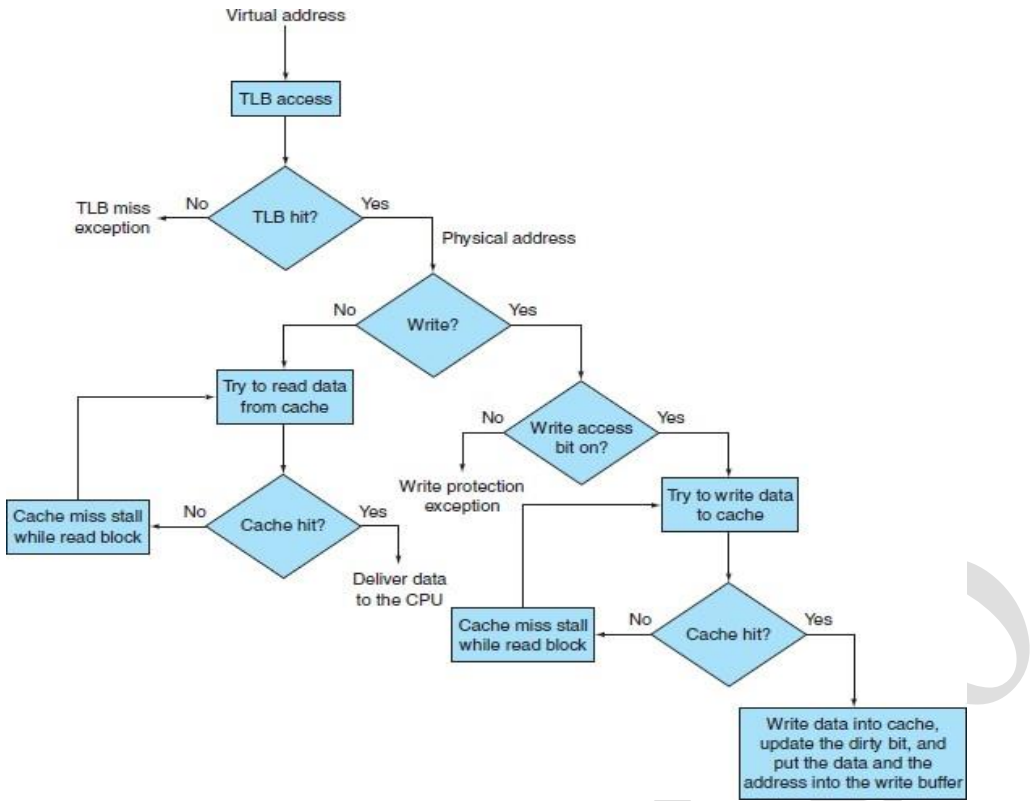 Virtual address
TLB access
TLB hit?
No
Yes
TLB miss
exception
Physical address
Write?
No
Yes
Try to read data
from cache
Write access
bit on?
No
Yes
Write protection
exception
Try to write data
to cache
Cache hit?
No
Yes
Cache miss stall
while read block
Deliver data
to the CPU
Cache hit?
No
Yes
Cache miss stall
while read block
Write data into cache,
update the dirty bit, and
put the data and the
address into the write buffer